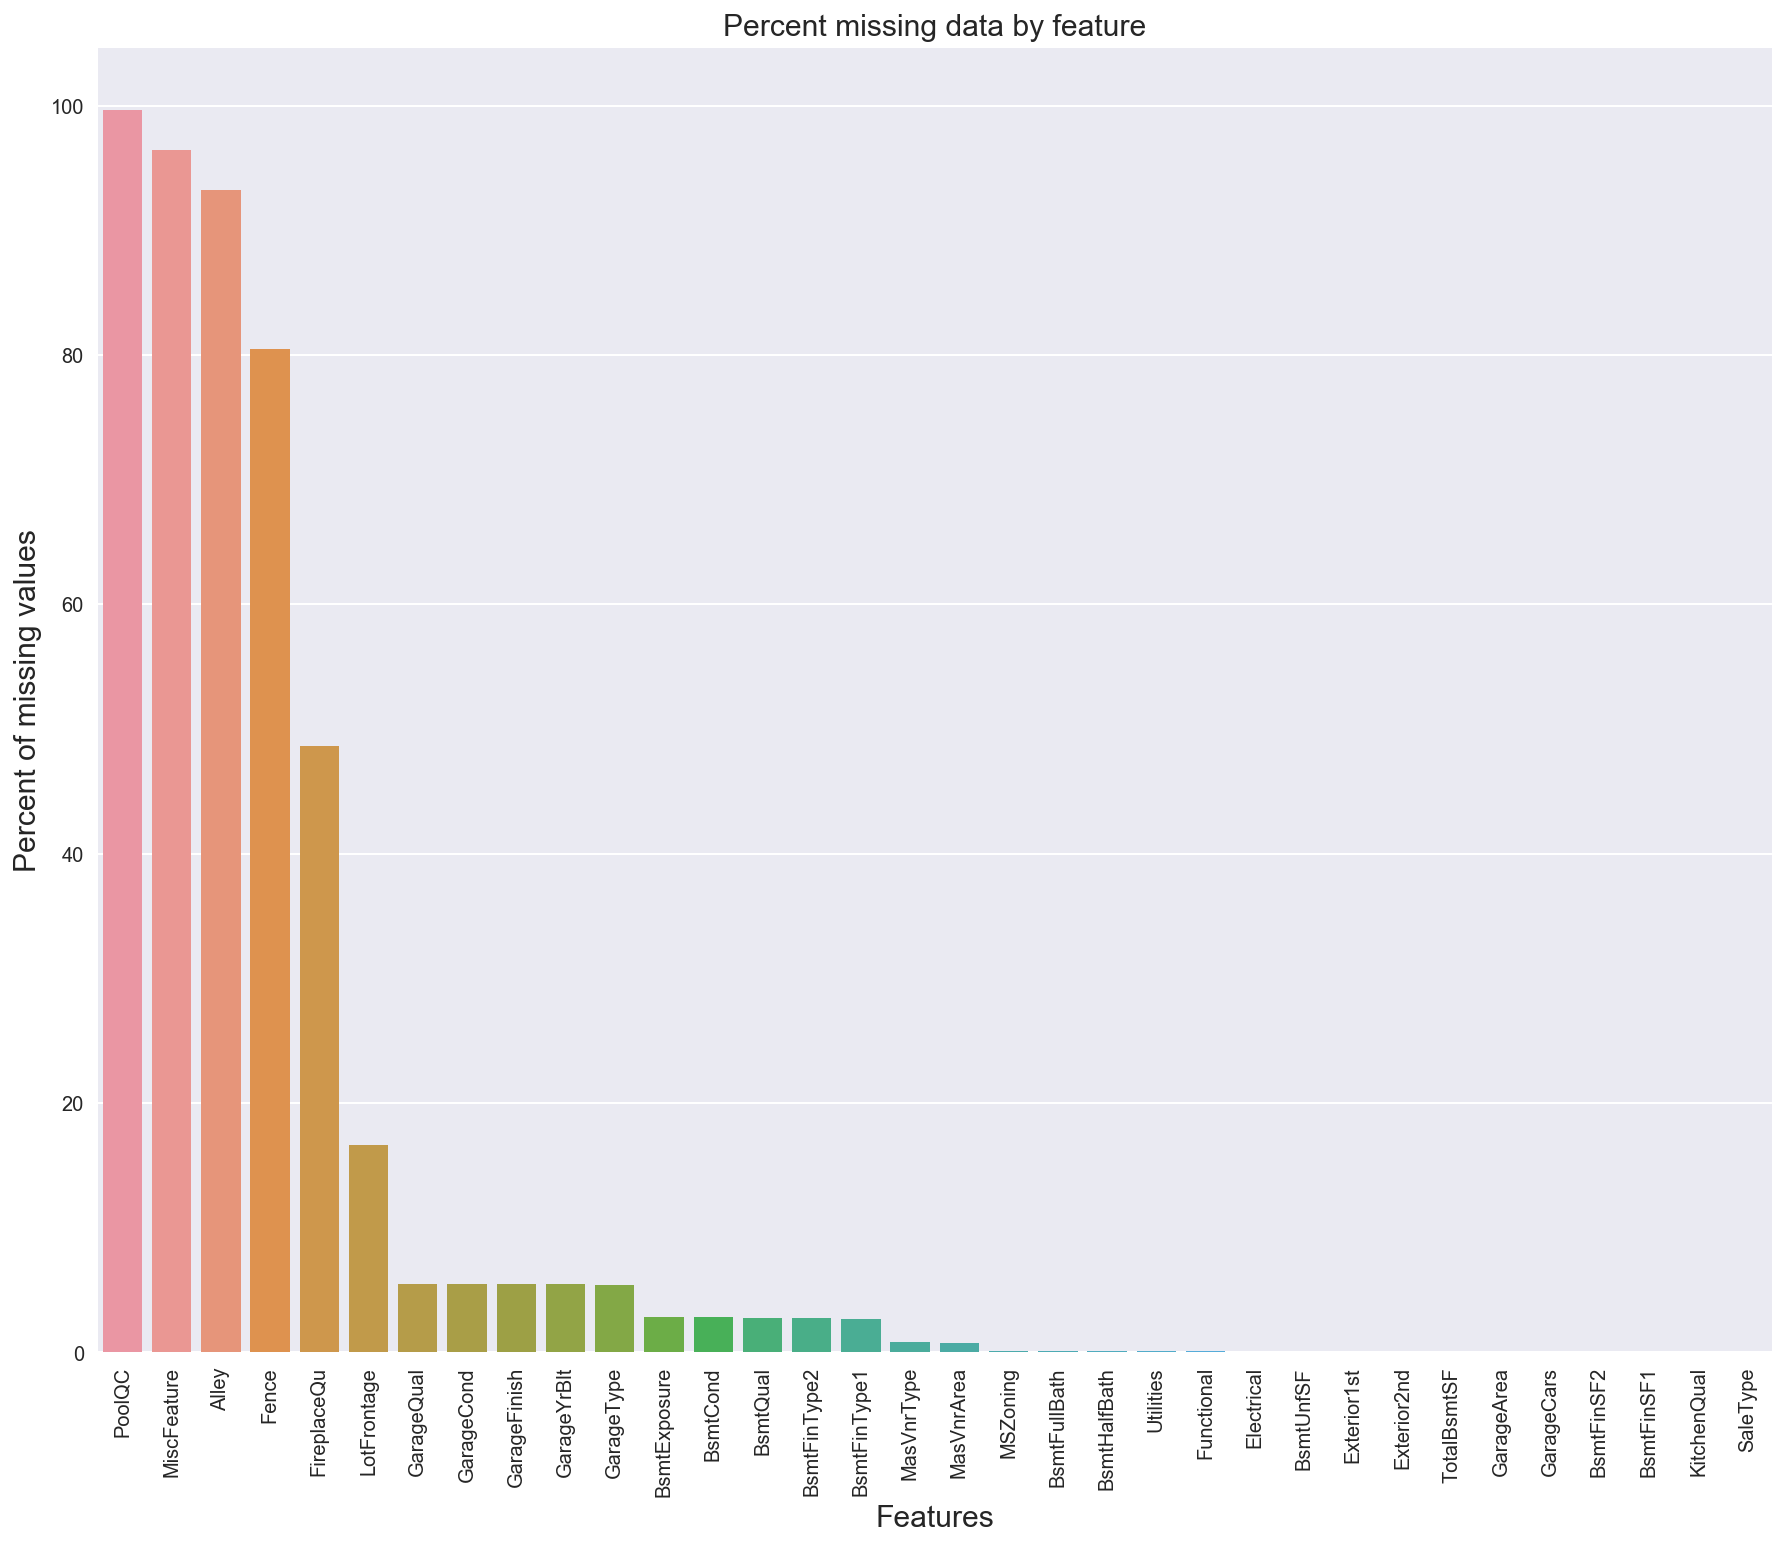 Percent missing data by feature
Percent of missing values
100
80
60
40
20
0
PoolQC
MiscFeature
Alley
Fence
FireplaceQu
LotFrontage
GarageQual
GarageCond
GarageFinish
GarageYrBlt
GarageType
BsmtExposure
BsmtCond
BsmtQual
BsmtFinType2
BsmtFinType1
MasVnrType
MasVnrArea
MSZoning
BsmtFullBath
BsmtHalfBath
Utilities
Functional
Electrical
BsmtUnfSF
Exterior1st
Exterior2nd
TotalBsmtSF
GarageArea
GarageCars
BsmtFinSF2
BsmtFinSF1
KitchenQual
SaleType
Features